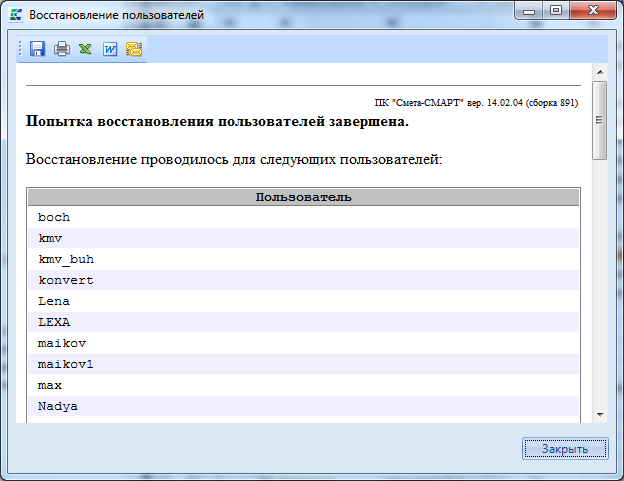 Восстановление пользователей
ПК "Смета-СМАРТ" вер. 14.02.04 (сборка 891)
Попытка восстановления пользователей завершена.
Восстановление проводилось для следующих пользователей:
Пользователь
boch
kmv
kmv_buh
konvert
Lena
LEXA
maikov
maikov1
max
Nadya
Закрыть